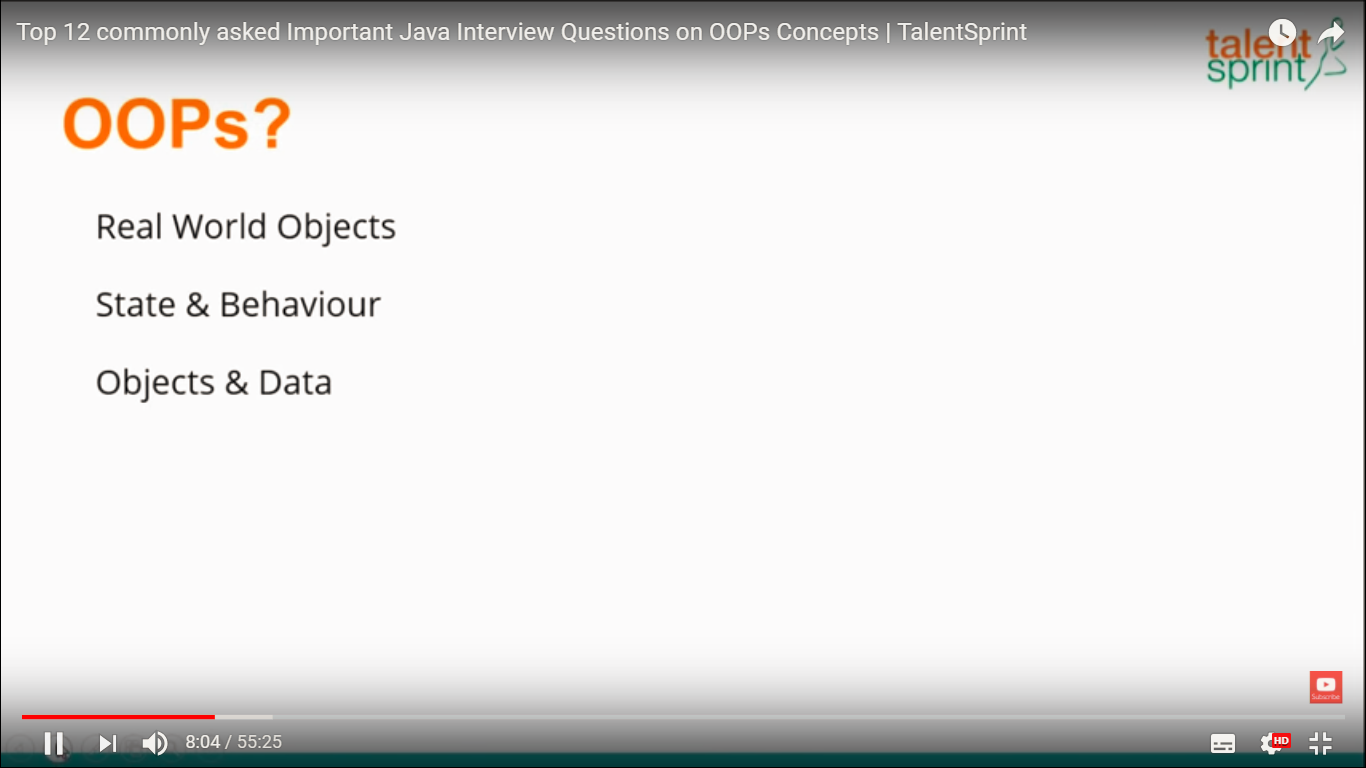 Top 12 commonly asked Important Java Interview Questions on OOPs Concepts | TalentSprint
talent
sprint
OOPs?
Real World Objects
State & Behaviour
Objects & Data
Subscribe
8:04 / 55:25
HD